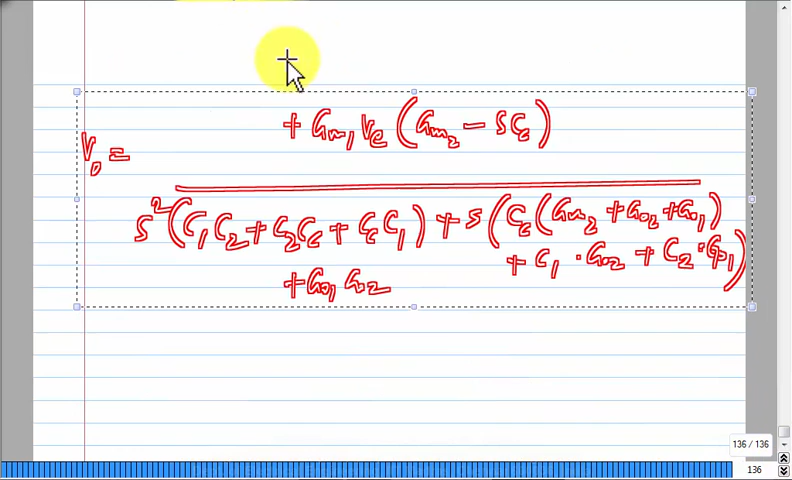 + Gm1 Ve (Gm2 - sCc)
V0 =
s²(C1C2 + C2Cc + CcC1) + s(Cc(Gm2 + Go2 + Go1)
+ C1 · Go2 + C2 · Go1)
+ Go1 Go2
136 / 136
136